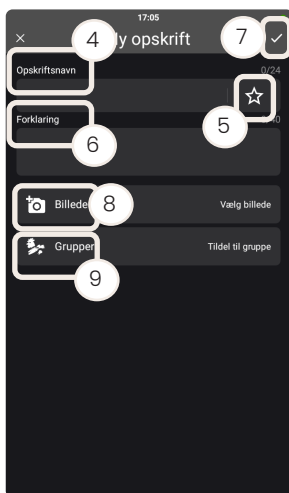 17:05
4
y opskrift
7
Opskriftsnavn
0/24
5
Forklaring
6
Billede
8
Vælg billede
Grupper
9
Tildel til gruppe